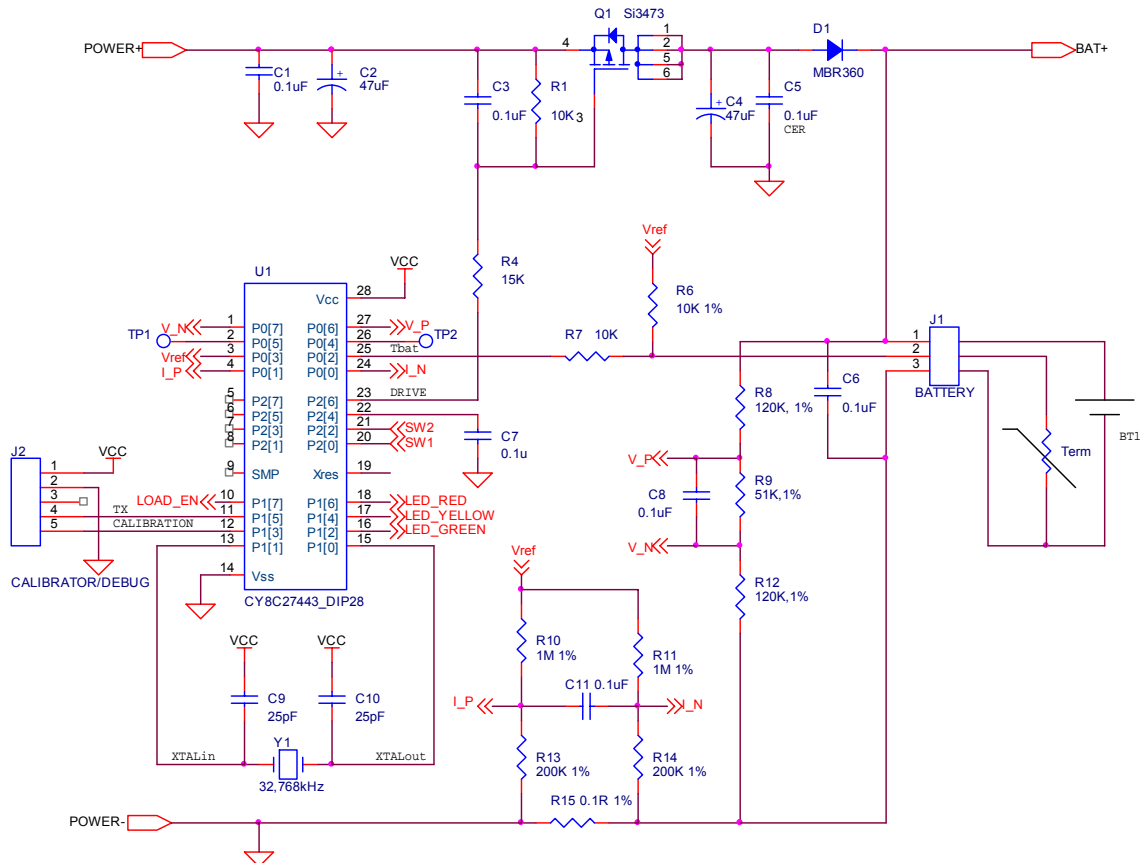 Q1 Si3473
D1
POWER+
4
1
2
5
6
BAT+
MBR360
C1
0.1uF
C2
47uF
+
C3
0.1uF
R1
10K
3
C4
47uF
+
C5
0.1uF
CER
Vref
R4
15K
VCC
U1
R6
10K 1%
28
Vcc
V_N
1
P0[7]
P0[6]
27
V_P
TP1
2
P0[5]
P0[4]
26
TP2
Vref
3
P0[3]
P0[2]
25
Tbat
R7 10K
I_P
4
P0[1]
P0[0]
24
I_N
J1
1
2
3
BATTERY
5
P2[7]
P2[6]
23
DRIVE
6
P2[5]
P2[4]
22
7
P2[3]
P2[2]
21
SW2
8
P2[1]
P2[0]
20
SW1
C7
0.1u
R8
120K, 1%
C6
0.1uF
BT1
Term
J2
VCC
9
SMP
Xres
19
V_P
1
2
3
4
5
LOAD_EN
10
P1[7]
P1[6]
18
LED_RED
TX
11
P1[5]
P1[4]
17
LED_YELLOW
CALIBRATION
12
P1[3]
P1[2]
16
LED_GREEN
13
P1[1]
P1[0]
15
14
Vss
C8
0.1uF
R9
51K,1%
V_N
Vref
CALIBRATOR/DEBUG
CY8C27443_DIP28
R12
120K,1%
VCC
VCC
R10
1M 1%
R11
1M 1%
C9
25pF
C10
25pF
I_P
C11 0.1uF
I_N
XTALin
Y1
XTALout
32,768kHz
R13
200K 1%
R14
200K 1%
R15 0.1R 1%
POWER-